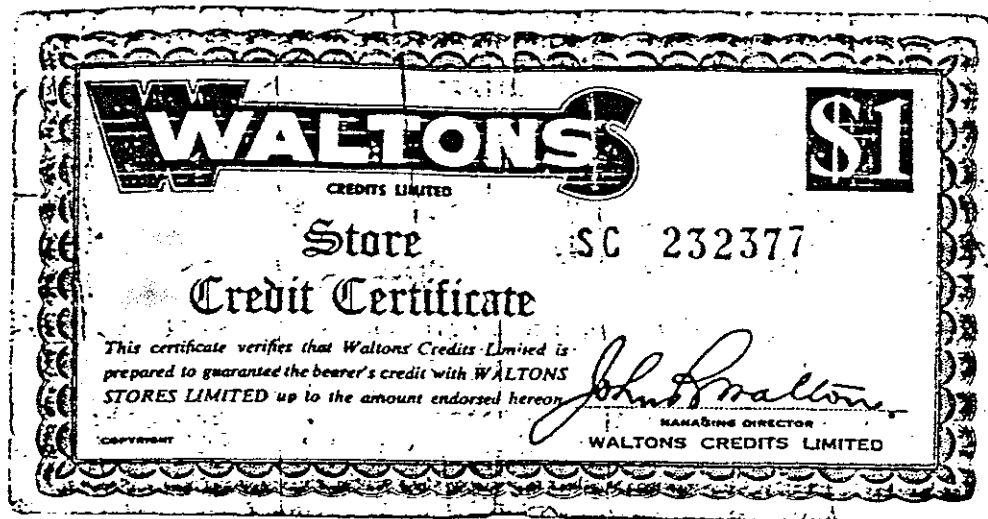 WALTONS
$1
CREDITS LIMITED
Store
SC 232377
Credit Certificate
This certificate verifies that Waltons Credits Limited is
prepared to guarantee the bearer's credit with WALTONS
STORES LIMITED up to the amount endorsed hereon
John R Walton
MANAGING DIRECTOR
COPYRIGHT
WALTONS CREDITS LIMITED